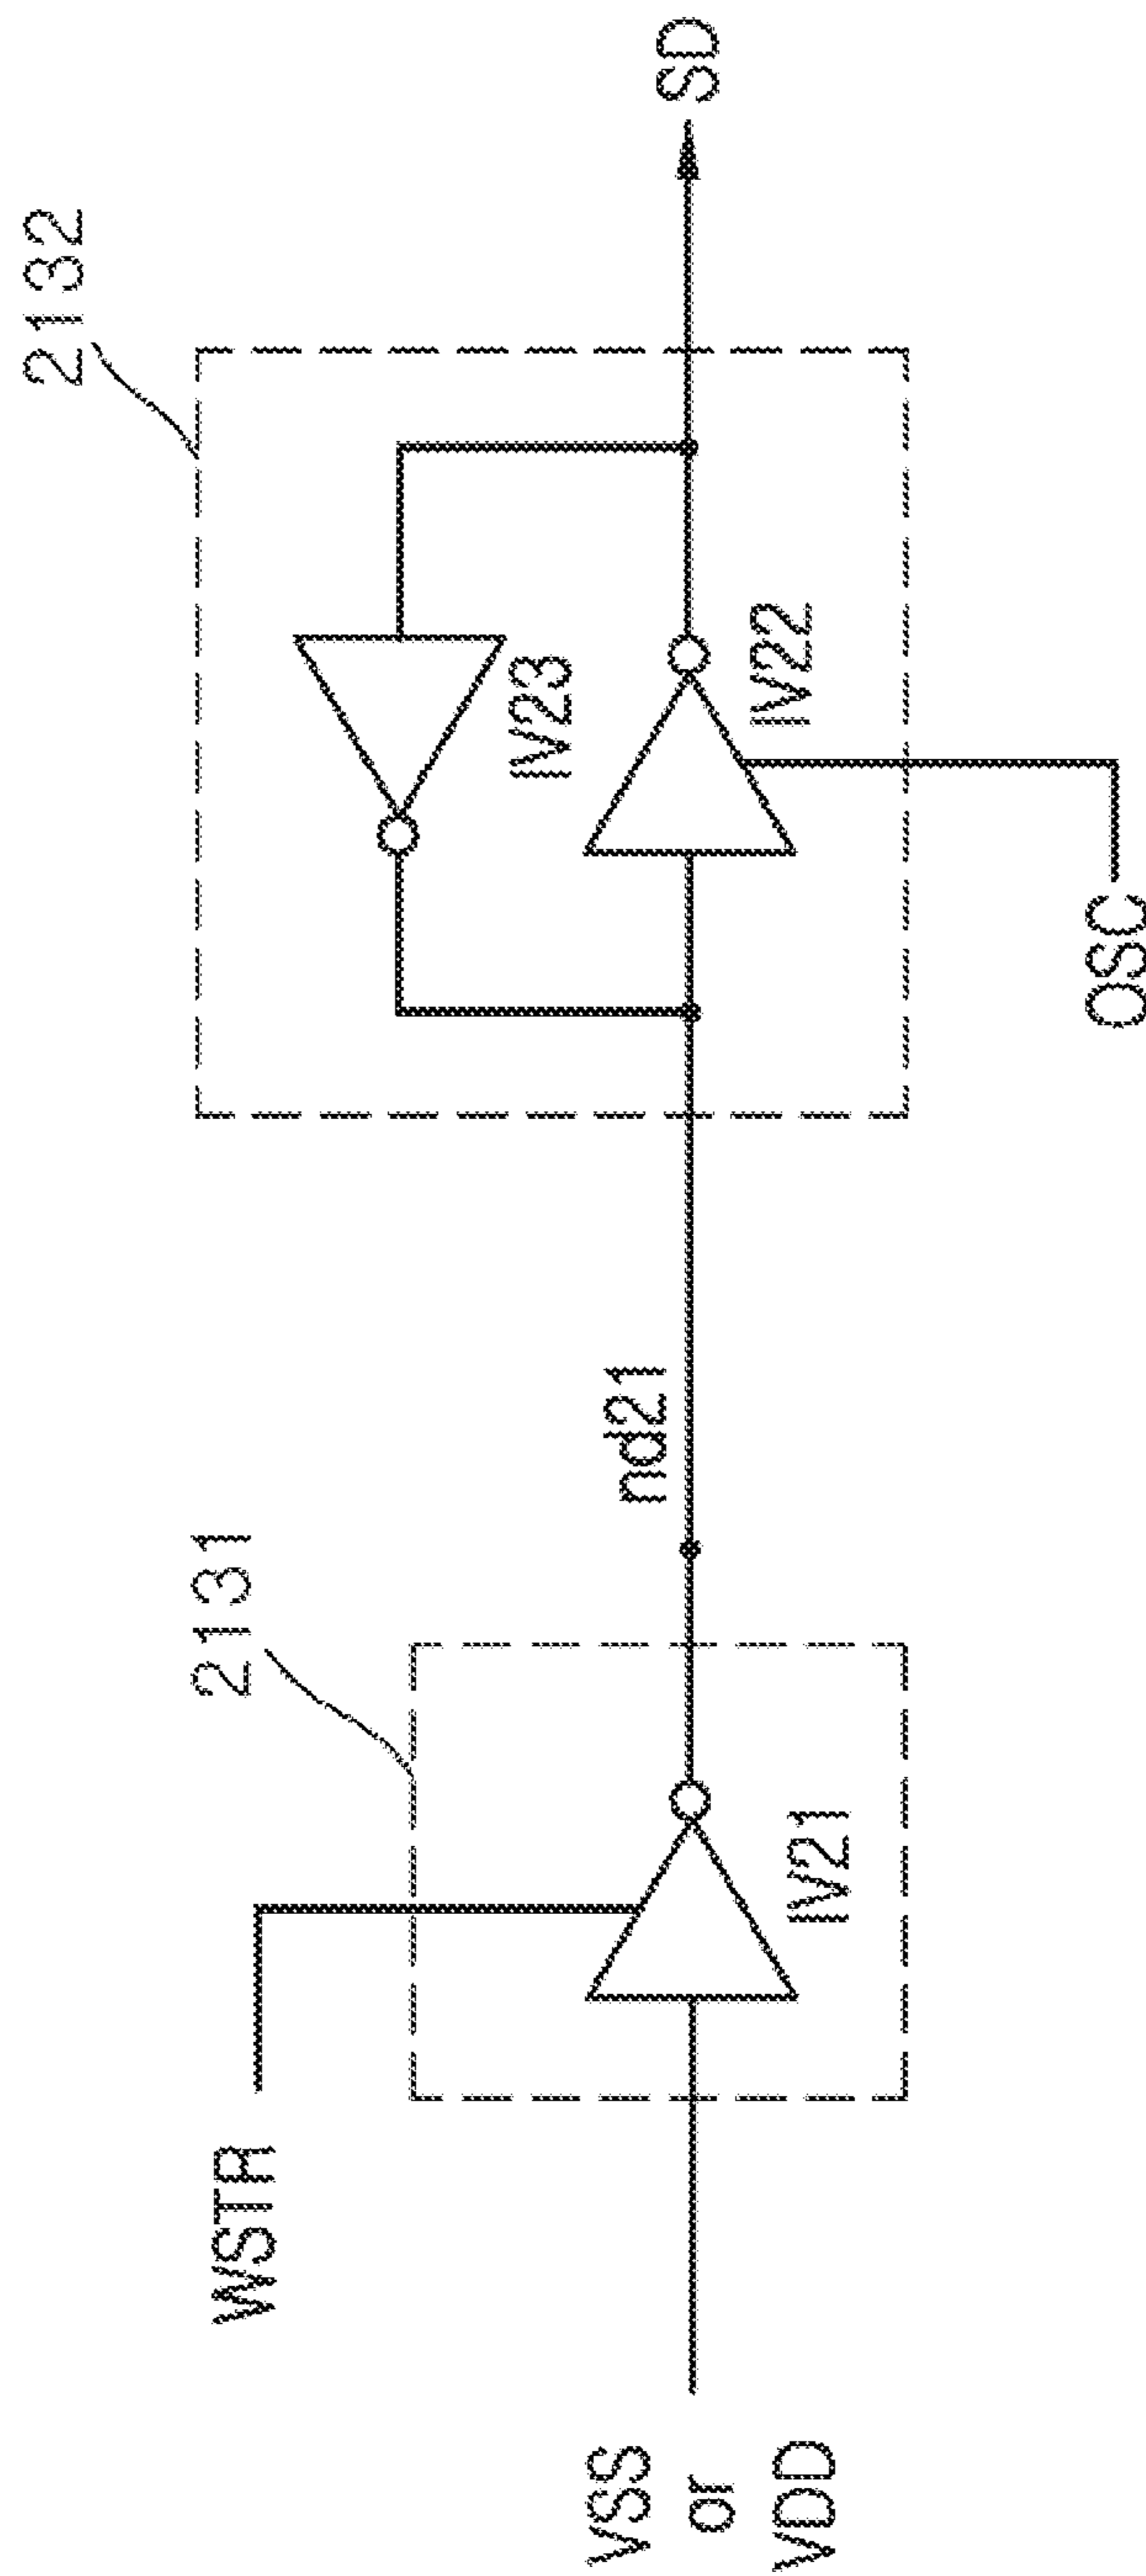 2132
SD
2131
WSTR
IV23
nd21
IV22
IV21
VSS
or
VDD
OSC